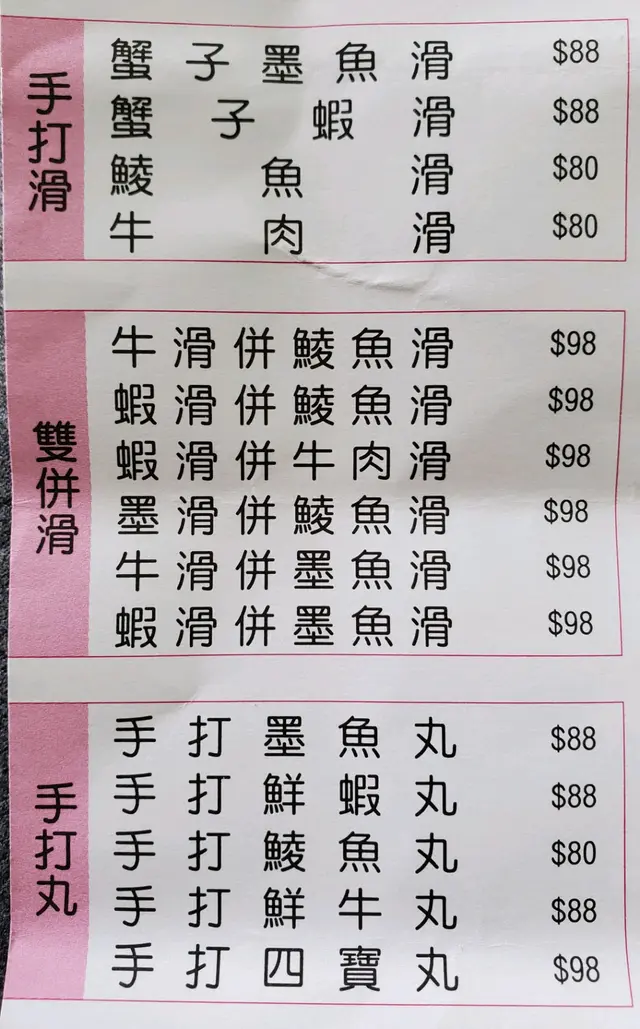 手打滑
蟹子墨魚滑 $88
蟹子蝦滑 $88
鯪魚滑 $80
牛肉滑 $80
雙併滑
牛滑併鯪魚滑 $98
蝦滑併鯪魚滑 $98
蝦滑併牛肉滑 $98
墨滑併鯪魚滑 $98
牛滑併墨魚滑 $98
蝦滑併墨魚滑 $98
手打丸
手打墨魚丸 $88
手打鮮蝦丸 $88
手打鯪魚丸 $80
手打鮮牛丸 $88
手打四寶丸 $98